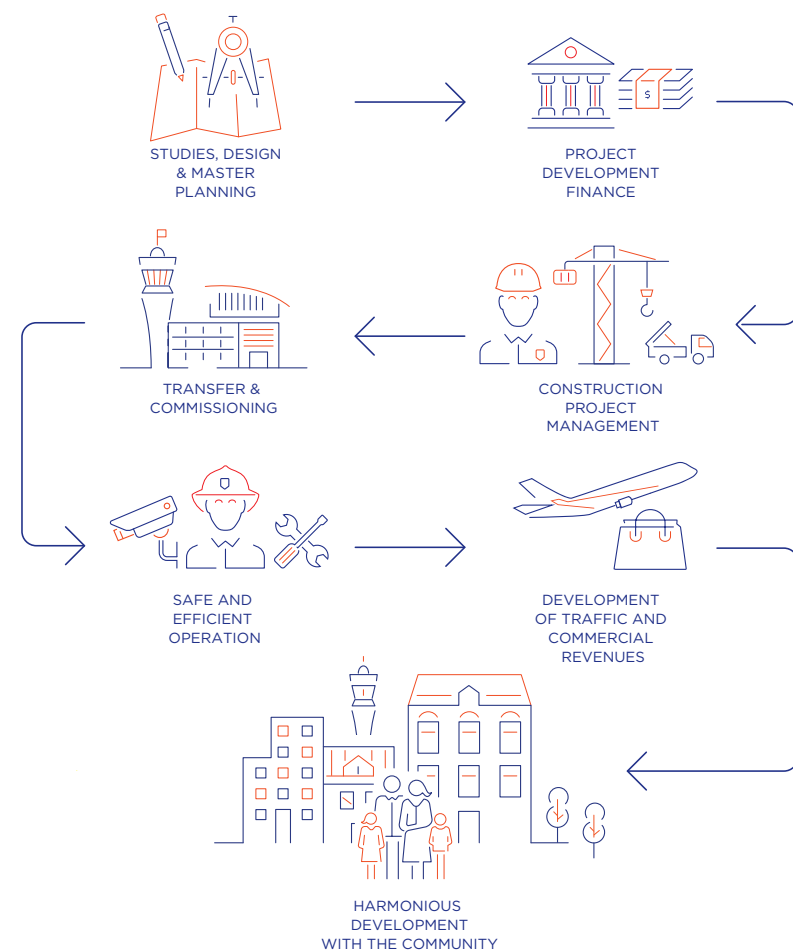 STUDIES, DESIGN
& MASTER
PLANNING
$
PROJECT
DEVELOPMENT
FINANCE
TRANSFER &
COMMISSIONING
CONSTRUCTION
PROJECT
MANAGEMENT
SAFE AND
EFFICIENT
OPERATION
DEVELOPMENT
OF TRAFFIC AND
COMMERCIAL
REVENUES
HARMONIOUS
DEVELOPMENT
WITH THE COMMUNITY